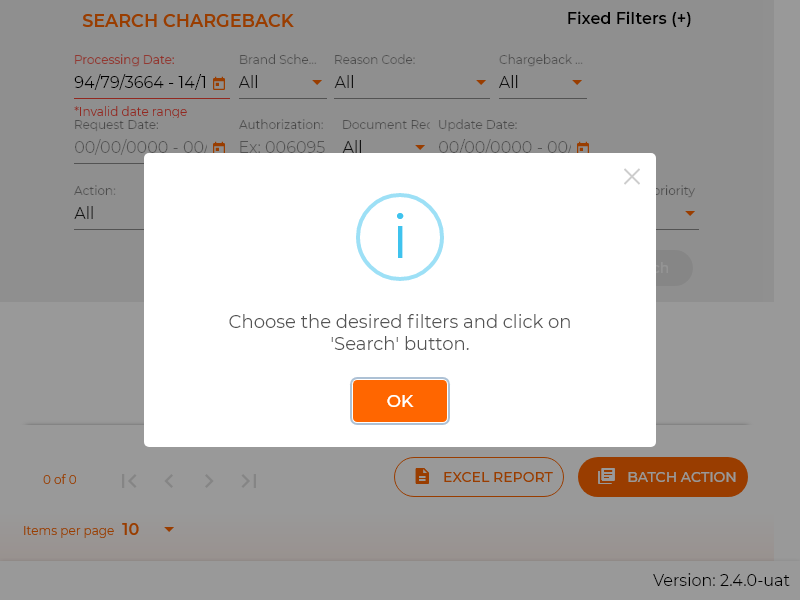 SEARCH CHARGEBACK
Fixed Filters (+)
Processing Date: Brand Sche... Reason Code: Chargeback ...
94/79/3664 - 14/1 All All All
*Invalid date range
Request Date: Authorization: Document Rec Update Date:
00/00/0000 - 00/ Ex: 006095 All 00/00/0000 - 00/
Action: priority
All
i
Choose the desired filters and click on
'Search' button.
OK
0 of 0
EXCEL REPORT BATCH ACTION
Items per page 10
Version: 2.4.0-uat